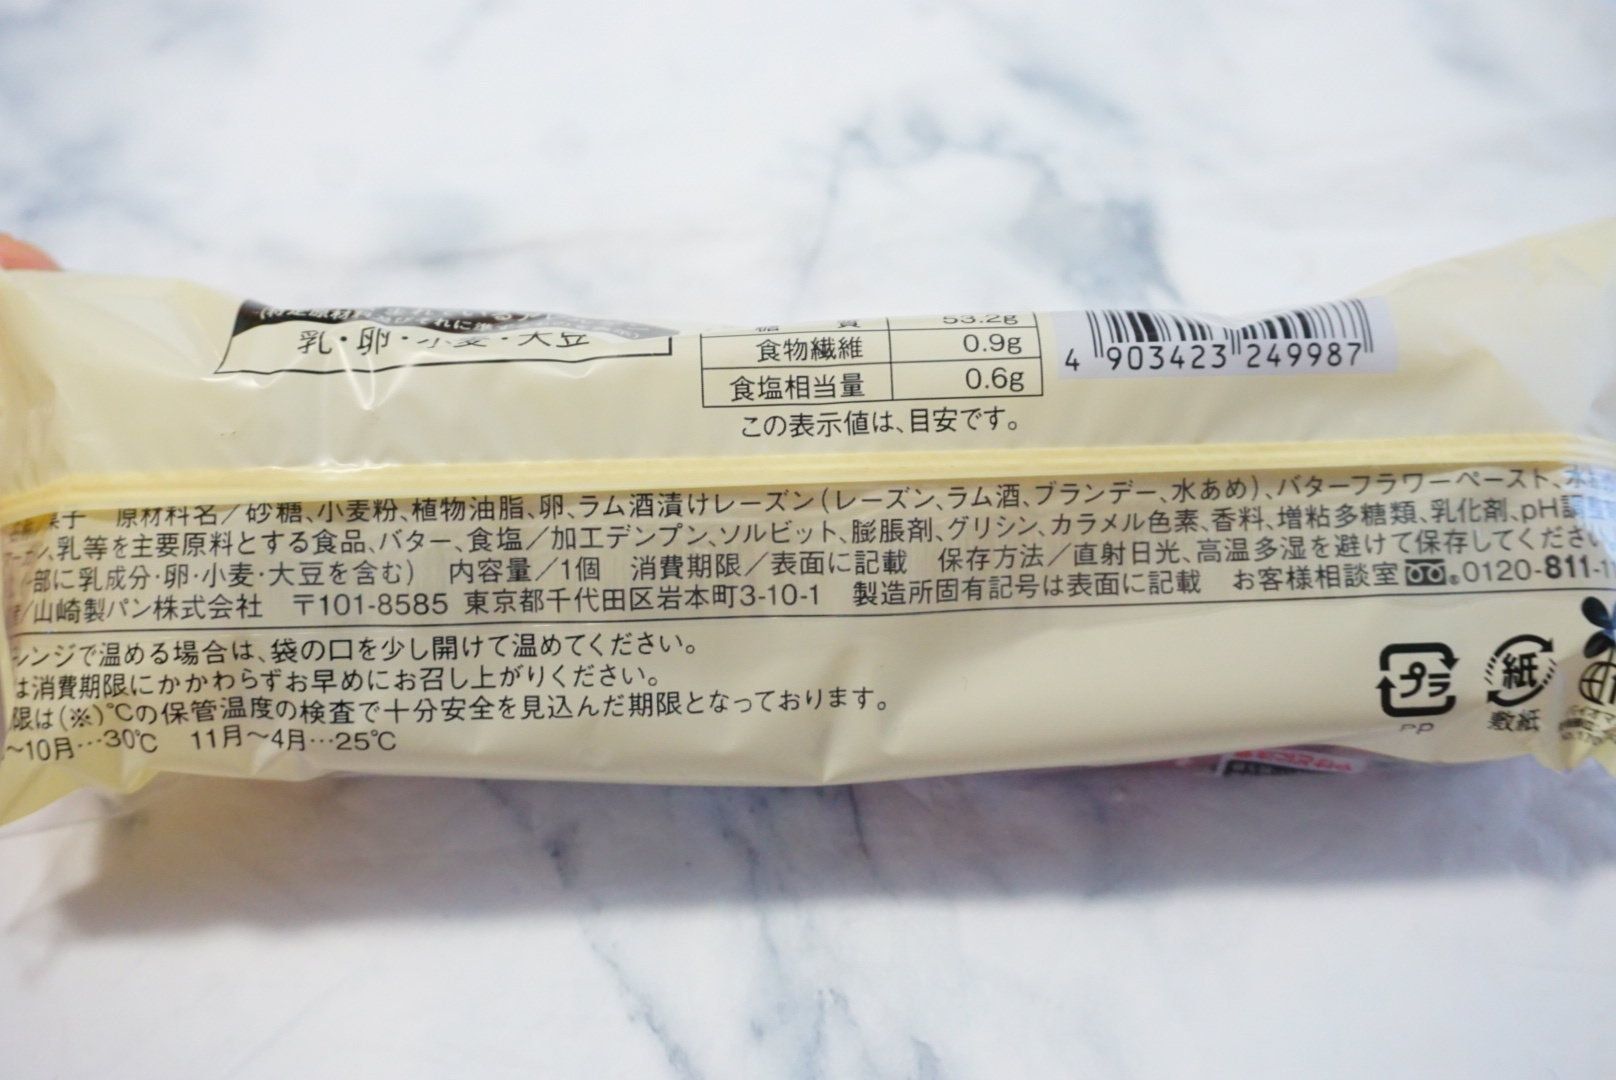 乳・卵・小麦・大豆
糖質 53.2g
食物繊維 0.9g
食塩相当量 0.6g
この表示値は、目安です。
4 903423 249987
菓子 原材料名／砂糖、小麦粉、植物油脂、卵、ラム酒漬けレーズン(レーズン、ラム酒、ブランデー、水あめ)、バターフラワーペースト、
乳等を主要原料とする食品、バター、食塩／加工デンプン、ソルビット、膨脹剤、グリシン、カラメル色素、香料、増粘多糖類、乳化剤、pH調整
一部に乳成分・卵・小麦・大豆を含む) 内容量／1個 消費期限／表面に記載 保存方法／直射日光、高温多湿を避けて保存してください
／山崎製パン株式会社 〒101-8585 東京都千代田区岩本町3-10-1 製造所固有記号は表面に記載 お客様相談室 0120-811-1
レンジで温める場合は、袋の口を少し開けて温めてください。
は消費期限にかかわらずお早めにお召し上がりください。
限は(※)℃の保管温度の検査で十分安全を見込んだ期限となっております。
～10月…30℃ 11月～4月…25℃
プラ
PP
紙
敷紙